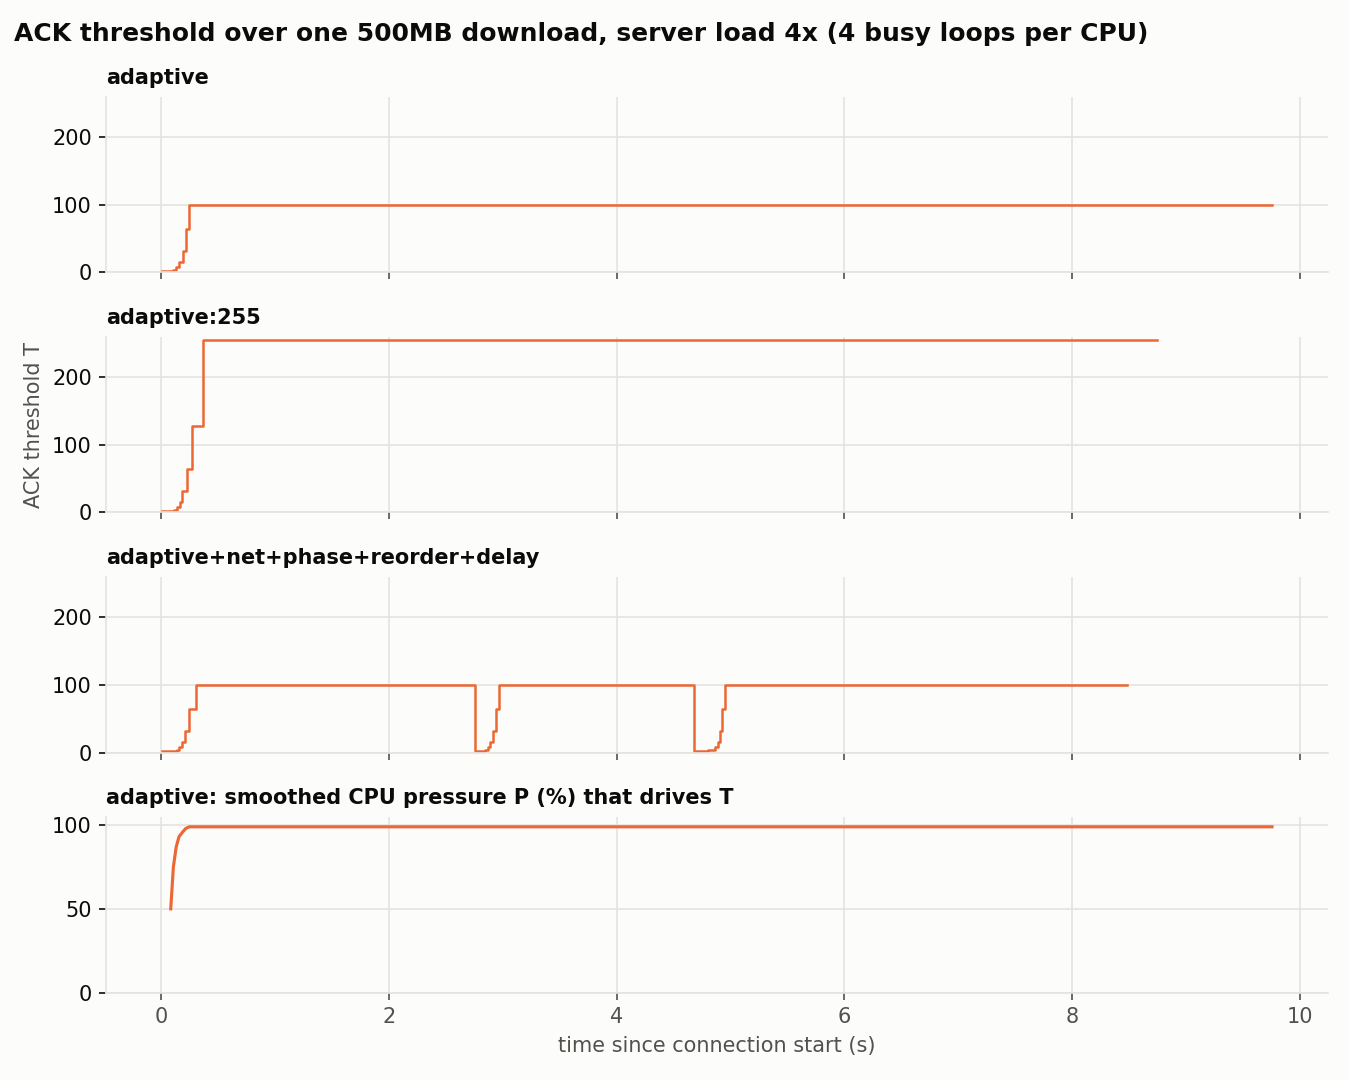 ACK threshold over one 500MB download, server load 4x (4 busy loops per CPU)
adaptive
200
100
0
adaptive:255
ACK threshold T
200
100
0
adaptive+net+phase+reorder+delay
200
100
0
adaptive: smoothed CPU pressure P (%) that drives T
100
50
0
0 2 4 6 8 10
time since connection start (s)